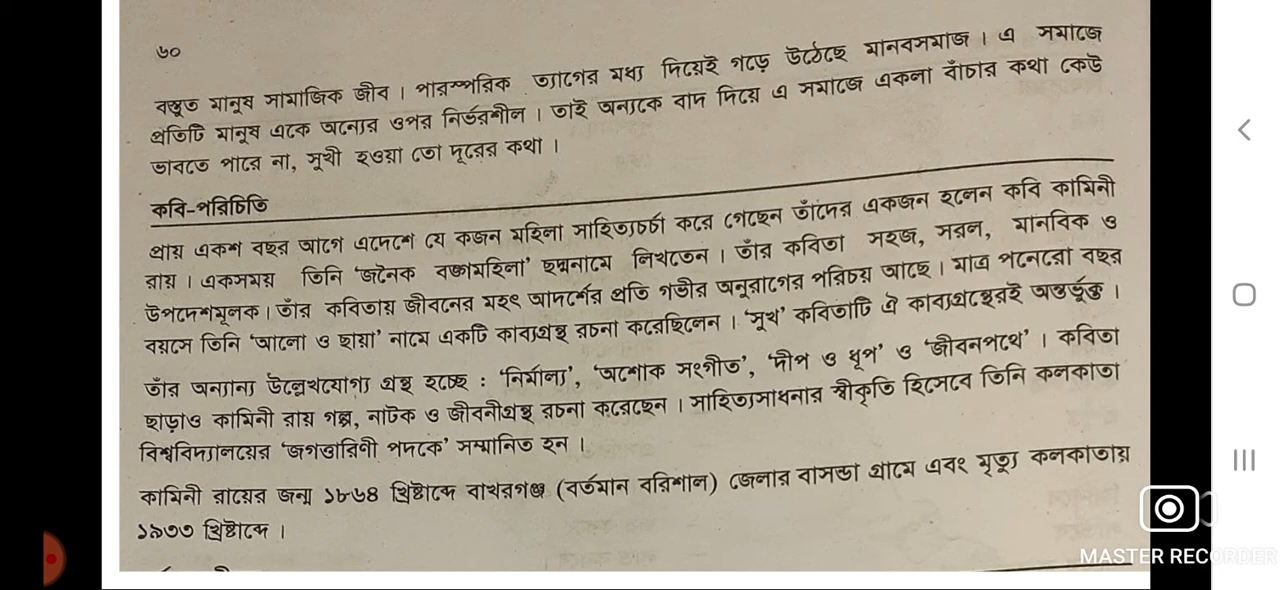 ৬০
বস্তুত মানুষ সামাজিক জীব। পারস্পরিক ত্যাগের মধ্য দিয়েই গড়ে উঠেছে মানবসমাজ। এ সমাজে
প্রতিটি মানুষ একে অন্যের ওপর নির্ভরশীল। তাই অন্যকে বাদ দিয়ে এ সমাজে একলা বাঁচার কথা কেউ
ভাবতে পারে না, সুখী হওয়া তো দূরের কথা।
কবি-পরিচিতি
প্রায় একশ বছর আগে এদেশে যে কজন মহিলা সাহিত্যচর্চা করে গেছেন তাঁদের একজন হলেন কবি কামিনী
রায়। একসময় তিনি ‘জনৈক বঙ্গমহিলা’ ছদ্মনামে লিখতেন। তাঁর কবিতা সহজ, সরল, মানবিক ও
উপদেশমূলক। তাঁর কবিতায় জীবনের মহৎ আদর্শের প্রতি গভীর অনুরাগের পরিচয় আছে। মাত্র পনেরো বছর
বয়সে তিনি ‘আলো ও ছায়া’ নামে একটি কাব্যগ্রন্থ রচনা করেছিলেন। ‘সুখ’ কবিতাটি ঐ কাব্যগ্রন্থেরই অন্তর্ভুক্ত।
তাঁর অন্যান্য উল্লেখযোগ্য গ্রন্থ হচ্ছে : ‘নির্মাল্য’, ‘অশোক সংগীত’, ‘দীপ ও ধূপ’ ও ‘জীবনপথে’। কবিতা
ছাড়াও কামিনী রায় গল্প, নাটক ও জীবনীগ্রন্থ রচনা করেছেন। সাহিত্যসাধনার স্বীকৃতি হিসেবে তিনি কলকাতা
বিশ্ববিদ্যালয়ের ‘জগত্তারিণী পদকে’ সম্মানিত হন।
কামিনী রায়ের জন্ম ১৮৬৪ খ্রিষ্টাব্দে বাখরগঞ্জ (বর্তমান বরিশাল) জেলার বাসন্ডা গ্রামে এবং মৃত্যু কলকাতায়
১৯৩৩ খ্রিষ্টাব্দে।
MASTER RECORDER